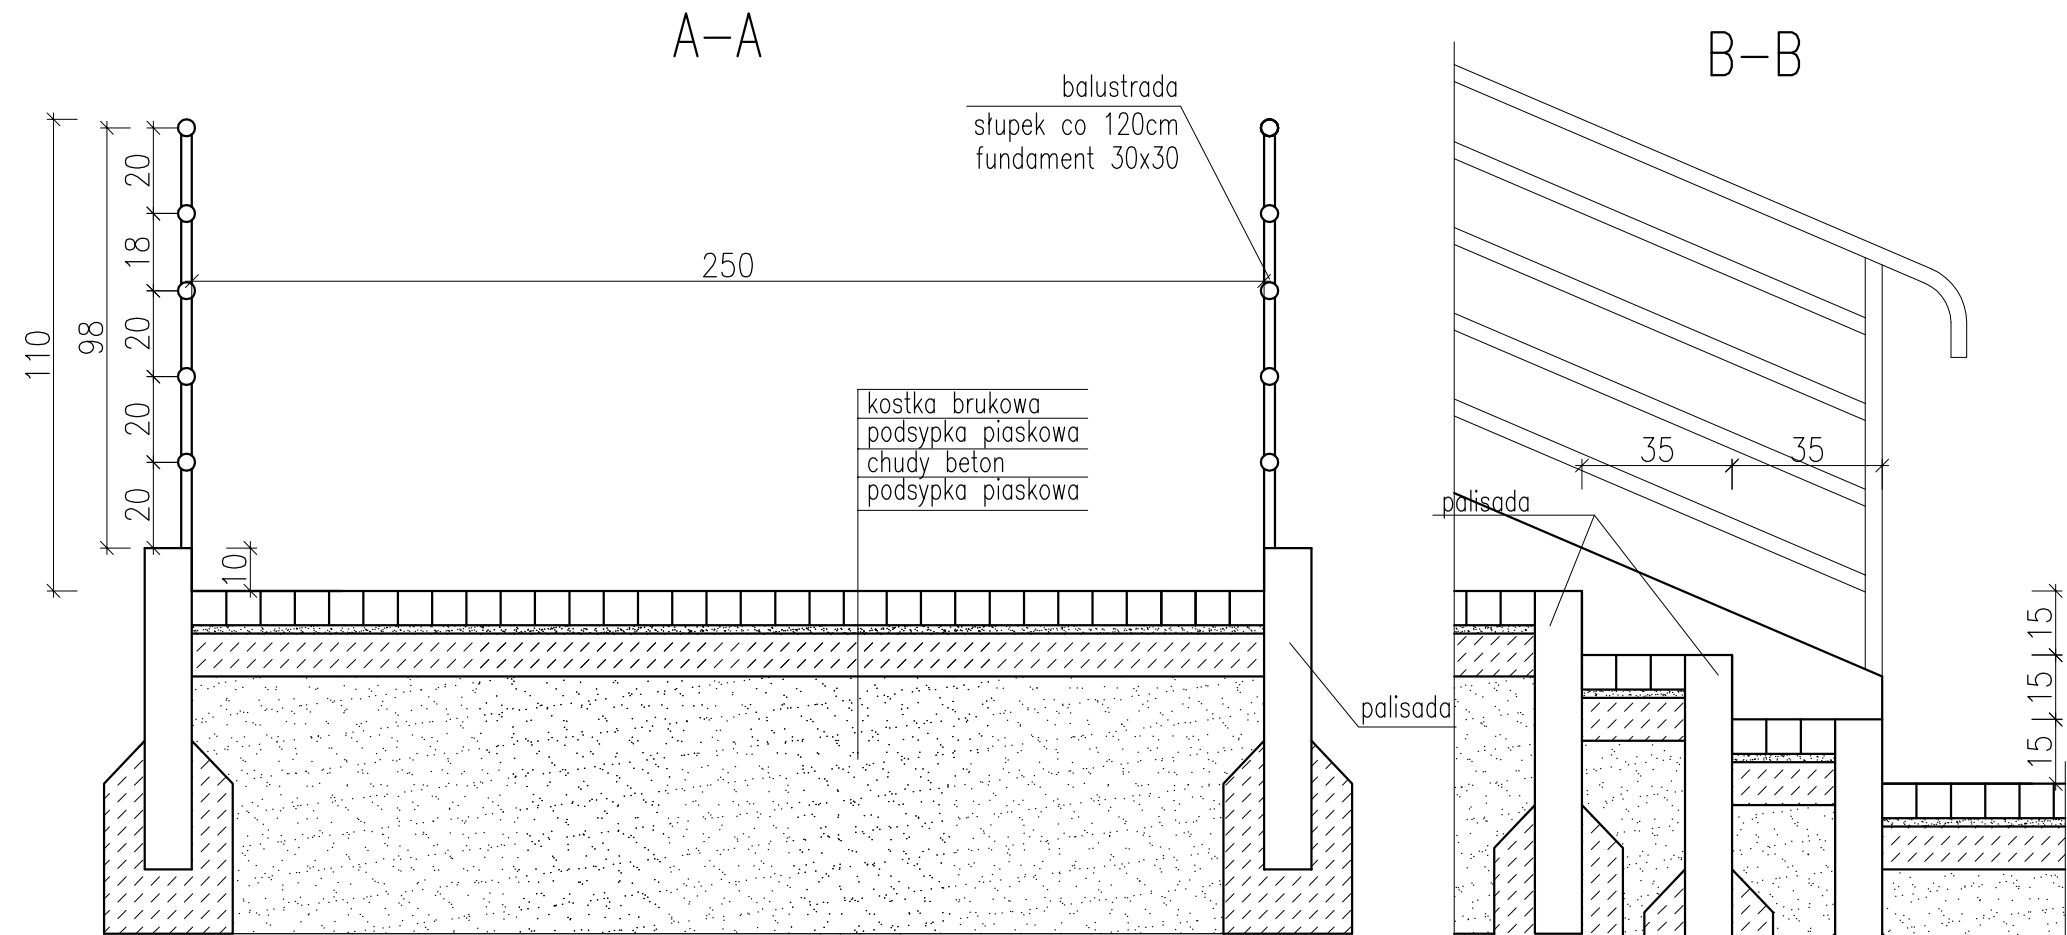 A-A
B-B
balustrada
słupek co 120cm
fundament 30x30
110
98
20
18
20
20
20
10
250
kostka brukowa
podsypka piaskowa
chudy beton
podsypka piaskowa
palisada
palisada
35
35
15
15
15